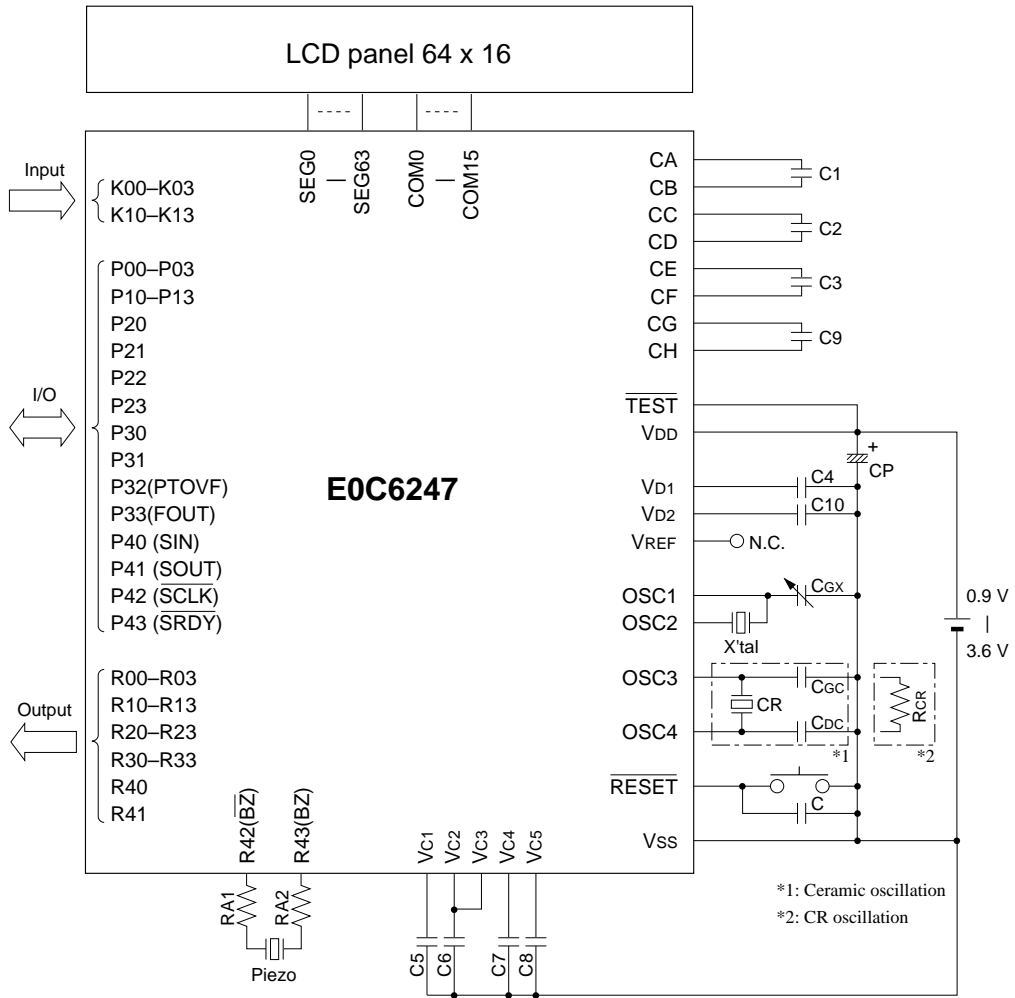 LCD panel 64 x 16
SEG0
SEG63
COM0
COM15
Input
K00–K03
K10–K13
I/O
P00–P03
P10–P13
P20
P21
P22
P23
P30
P31
P32(PTOVF)
P33(FOUT)
P40 (SIN)
P41 (SOUT)
P42 (SCLK)
P43 (SRDY)
Output
R00–R03
R10–R13
R20–R23
R30–R33
R40
R41
E0C6247
CA
CB
CC
CD
CE
CF
CG
CH
TEST
VDD
VD1
VD2
VREF
OSC1
OSC2
OSC3
OSC4
RESET
VSS
C1
C2
C3
C9
+
CP
C4
C10
N.C.
CGX
X'tal
CGC
CR
CDC
*1
RCR
*2
C
0.9 V
|
3.6 V
R42(BZ)
R43(BZ)
RA1
RA2
Piezo
VC1
VC2
VC3
VC4
VC5
C5
C6
C7
C8
*1: Ceramic oscillation
*2: CR oscillation